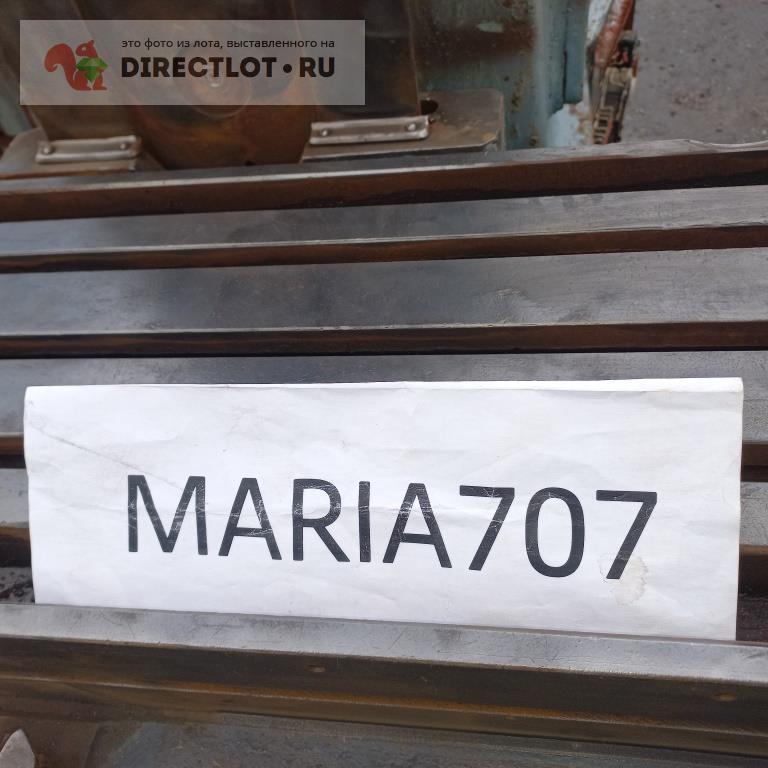 это фото из лота, выставленного на
DIRECTLOT•RU
MARIA707